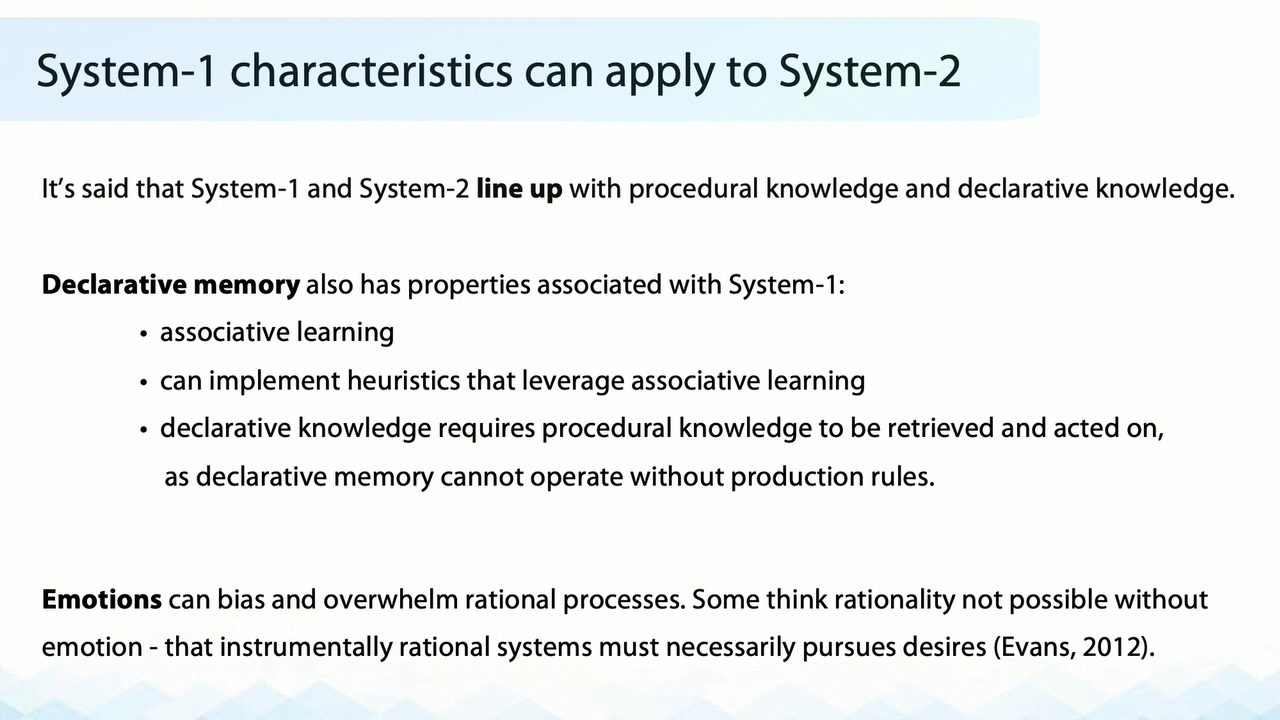 System-1 characteristics can apply to System-2
It’s said that System-1 and System-2 line up with procedural knowledge and declarative knowledge.
Declarative memory also has properties associated with System-1:
• associative learning
• can implement heuristics that leverage associative learning
• declarative knowledge requires procedural knowledge to be retrieved and acted on,
as declarative memory cannot operate without production rules.
Emotions can bias and overwhelm rational processes. Some think rationality not possible without
emotion - that instrumentally rational systems must necessarily pursues desires (Evans, 2012).